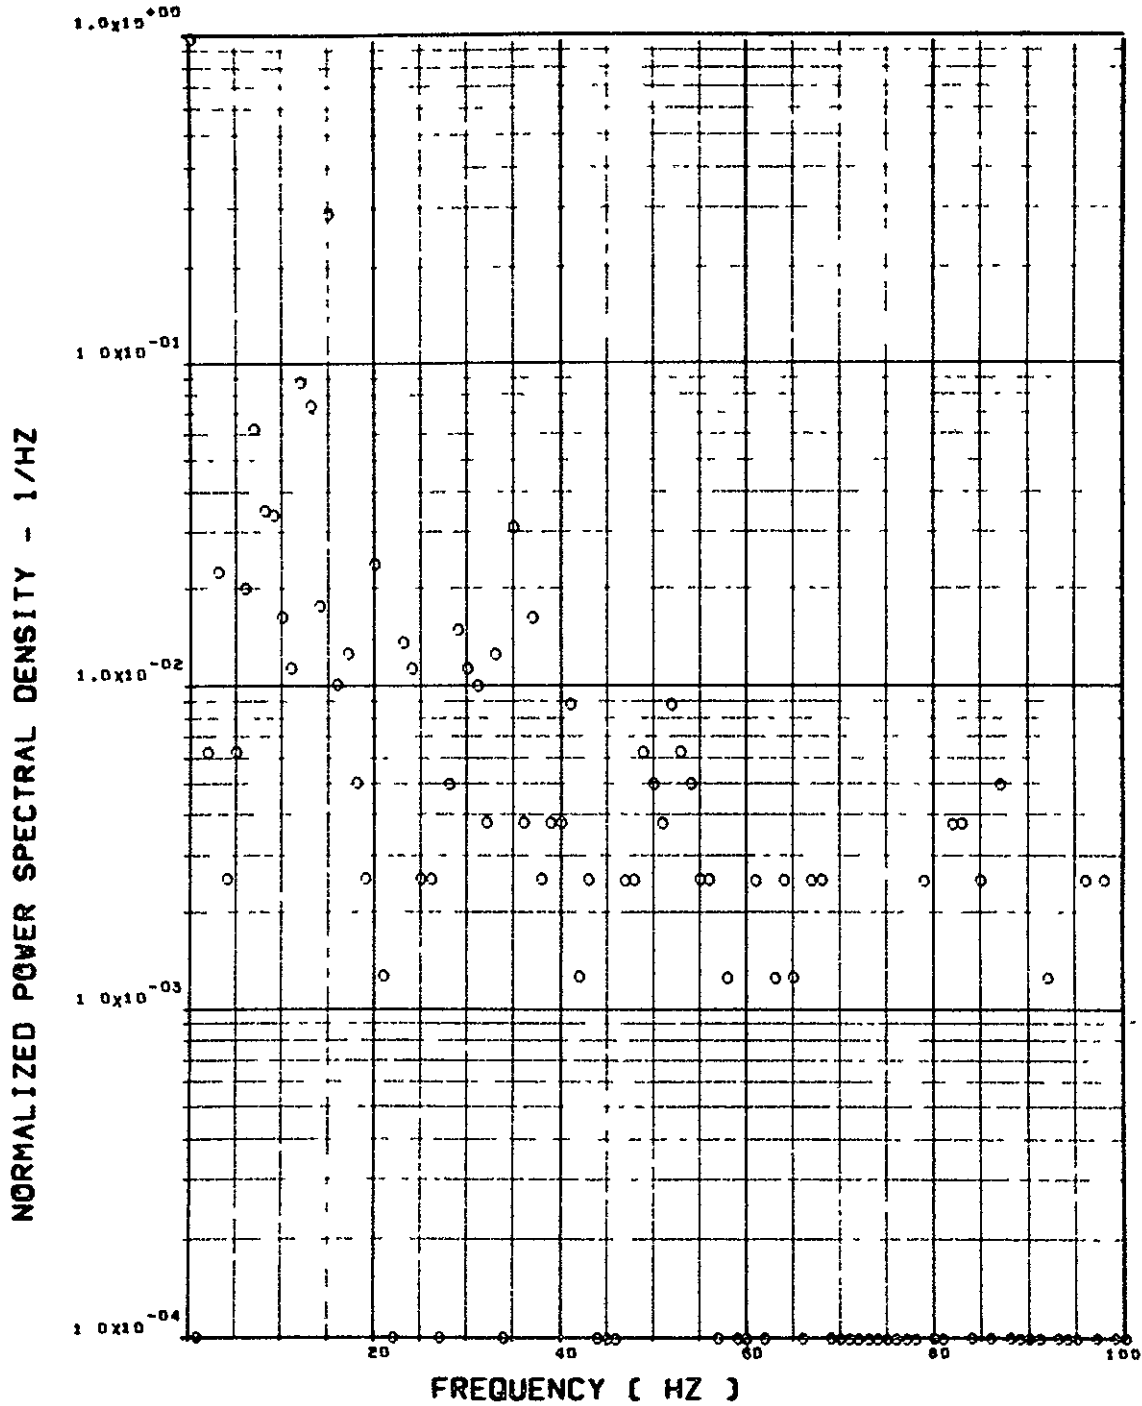 1.0x10+00
1 0x10-01
1.0x10-02
1 0x10-03
1 0x10-04
NORMALIZED POWER SPECTRAL DENSITY - 1/HZ
20 40 60 80 100
FREQUENCY ( HZ )